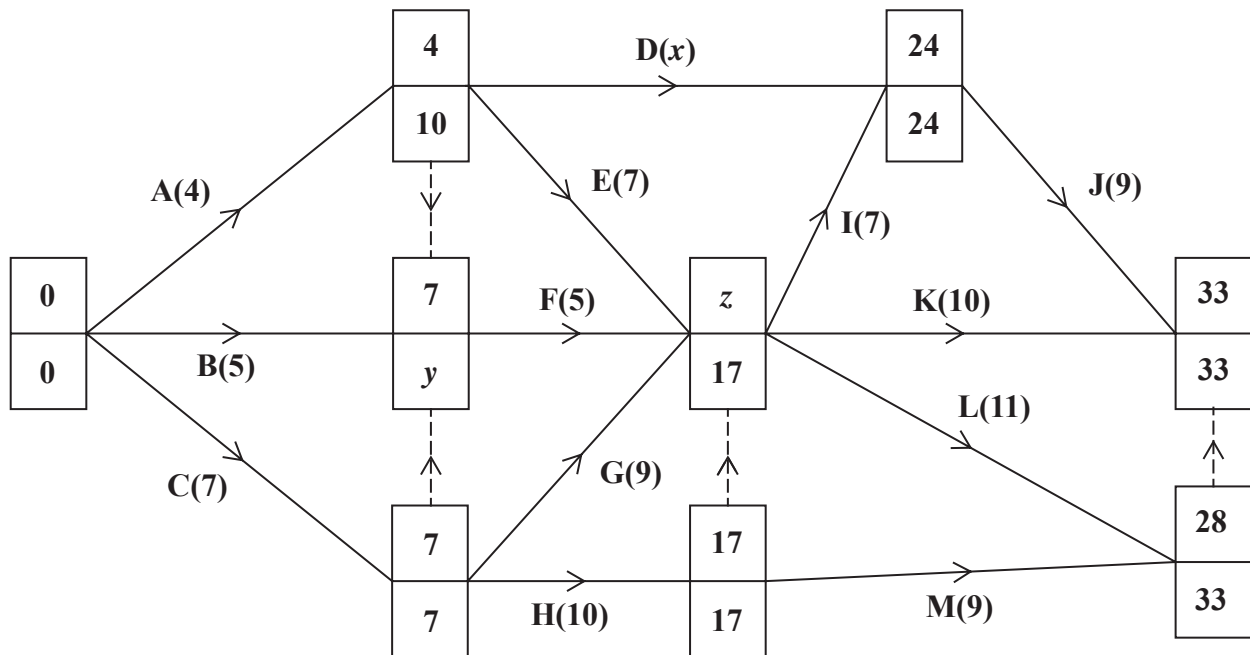 4
10
D(x)
24
24
A(4)
E(7)
I(7)
J(9)
0
0
B(5)
7
y
F(5)
z
17
K(10)
33
33
C(7)
G(9)
L(11)
7
7
H(10)
17
17
M(9)
28
33